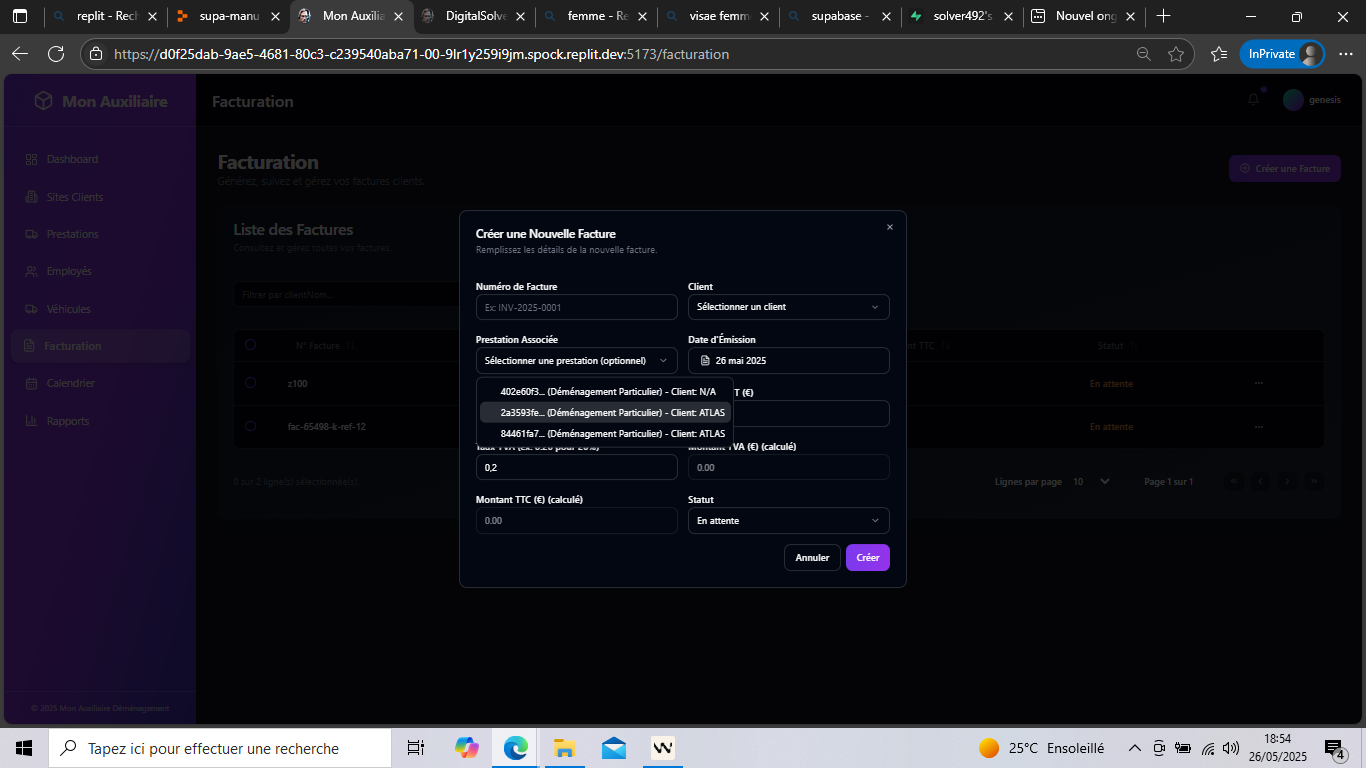 replit - Rech
supa-manu
Mon Auxilia
DigitalSolve
femme - Re
visae femm
supabase -
solver492's
Nouvel ong
https://d0f25dab-9ae5-4681-80c3-c239540aba71-00-9lr1y259i9jm.spock.replit.dev:5173/facturation
InPrivate
Mon Auxiliaire
Facturation
genesis
Dashboard
Sites Clients
Prestations
Employés
Véhicules
Facturation
Calendrier
Rapports
© 2025 Mon Auxiliaire Déménagement
Facturation
Générez, suivez et gérez vos factures clients.
Créer une Facture
Liste des Factures
Consultez et gérez toutes vos factures.
Filtrer par clientNom...
N° Facture
nt TTC
Statut
z100
En attente
fac-65498-k-ref-12
En attente
0 sur 2 ligne(s) sélectionnée(s).
Lignes par page 10
Page 1 sur 1
Créer une Nouvelle Facture
Remplissez les détails de la nouvelle facture.
Numéro de Facture
Client
Ex: INV-2025-0001
Sélectionner un client
Prestation Associée
Date d'Émission
Sélectionner une prestation (optionnel)
26 mai 2025
402e60f3... (Déménagement Particulier) - Client: N/A
T (€)
2a3593fe... (Déménagement Particulier) - Client: ATLAS
84461fa7... (Déménagement Particulier) - Client: ATLAS
Taux TVA (ex: 0.20 pour 20%)
Montant TVA (€) (calculé)
0,2
0.00
Montant TTC (€) (calculé)
Statut
0.00
En attente
Annuler
Créer
Tapez ici pour effectuer une recherche
25°C Ensoleillé
18:54
26/05/2025
4